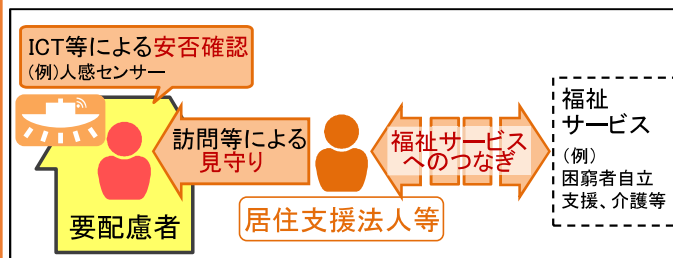 ICT等による安否確認
(例)人感センサー
訪問等による
見守り
要配慮者
居住支援法人等
福祉サービス
へのつなぎ
福祉
サービス
(例)
困窮者自立
支援、介護等